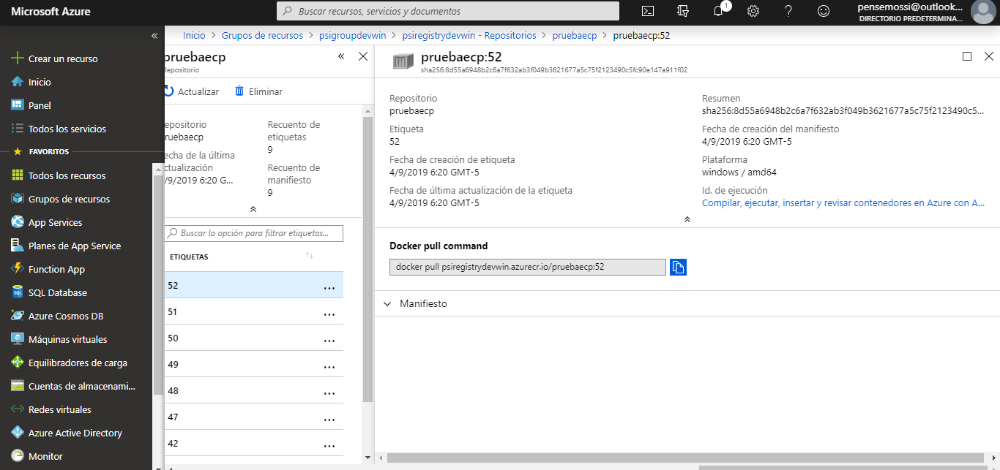 Microsoft Azure
Buscar recursos, servicios y documentos
1
pensemossi@outlook...
DIRECTORIO PREDETERMINA...
«
Crear un recurso
Inicio
Panel
Todos los servicios
FAVORITOS
Todos los recursos
Grupos de recursos
App Services
Planes de App Service
Function App
SQL Database
Azure Cosmos DB
Máquinas virtuales
Equilibradores de carga
Cuentas de almacenami...
Redes virtuales
Azure Active Directory
Monitor
Inicio > Grupos de recursos > psigroupdevwin > psiregistrydevwin - Repositorios > pruebaecp > pruebaecp:52
pruebaecp
Repositorio
Actualizar
Eliminar
epositorio
ruebaecp
echa de la última
ctualización
/9/2019 6:20 G...
Recuento de
etiquetas
9
Recuento de
manifiesto
9
Buscar la opción para filtrar etiquetas...
ETIQUETAS
52 ...
51 ...
50 ...
49 ...
48 ...
47 ...
42 ...
pruebaecp:52
sha256:8d55a6948b2c6a7f632ab3f049b3621677a5c75f2123490c5fc90e147a911f02
Repositorio
pruebaecp
Etiqueta
52
Fecha de creación de etiqueta
4/9/2019 6:20 GMT-5
Fecha de última actualización de la etiqueta
4/9/2019 6:20 GMT-5
Resumen
sha256:8d55a6948b2c6a7f632ab3f049b3621677a5c75f2123490c5...
Fecha de creación del manifiesto
4/9/2019 6:20 GMT-5
Plataforma
windows / amd64
Id. de ejecución
Compilar, ejecutar, insertar y revisar contenedores en Azure con A...
Docker pull command
docker pull psiregistrydevwin.azurecr.io/pruebaecp:52
Manifiesto